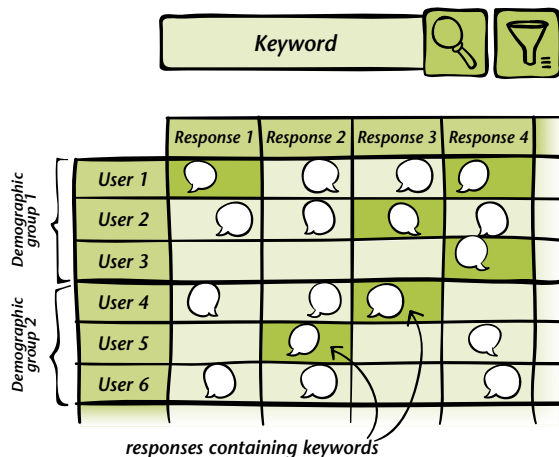 Keyword
Response 1 Response 2 Response 3 Response 4
Demographic
group 1
User 1
User 2
User 3
Demographic
group 2
User 4
User 5
User 6
responses containing keywords